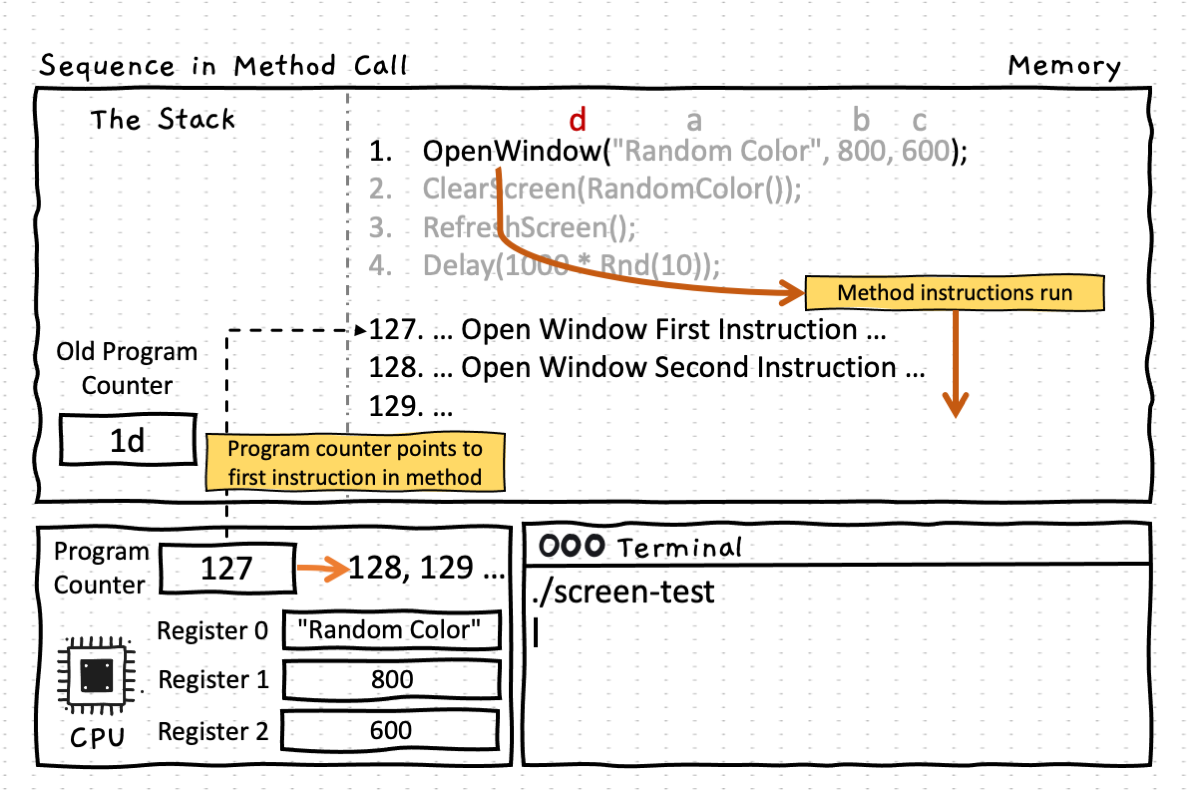 Sequence in Method Call
Memory
The Stack
d a b c
1. OpenWindow("Random Color", 800, 600);
2. ClearScreen(RandomColor());
3. RefreshScreen();
4. Delay(1000 * Rnd(10));
Method instructions run
127. ... Open Window First Instruction ...
128. ... Open Window Second Instruction ...
129. ...
Old Program
Counter
1d
Program counter points to
first instruction in method
Program
Counter
127
128, 129 ...
Register 0
"Random Color"
Register 1
800
Register 2
600
CPU
Terminal
./screen-test